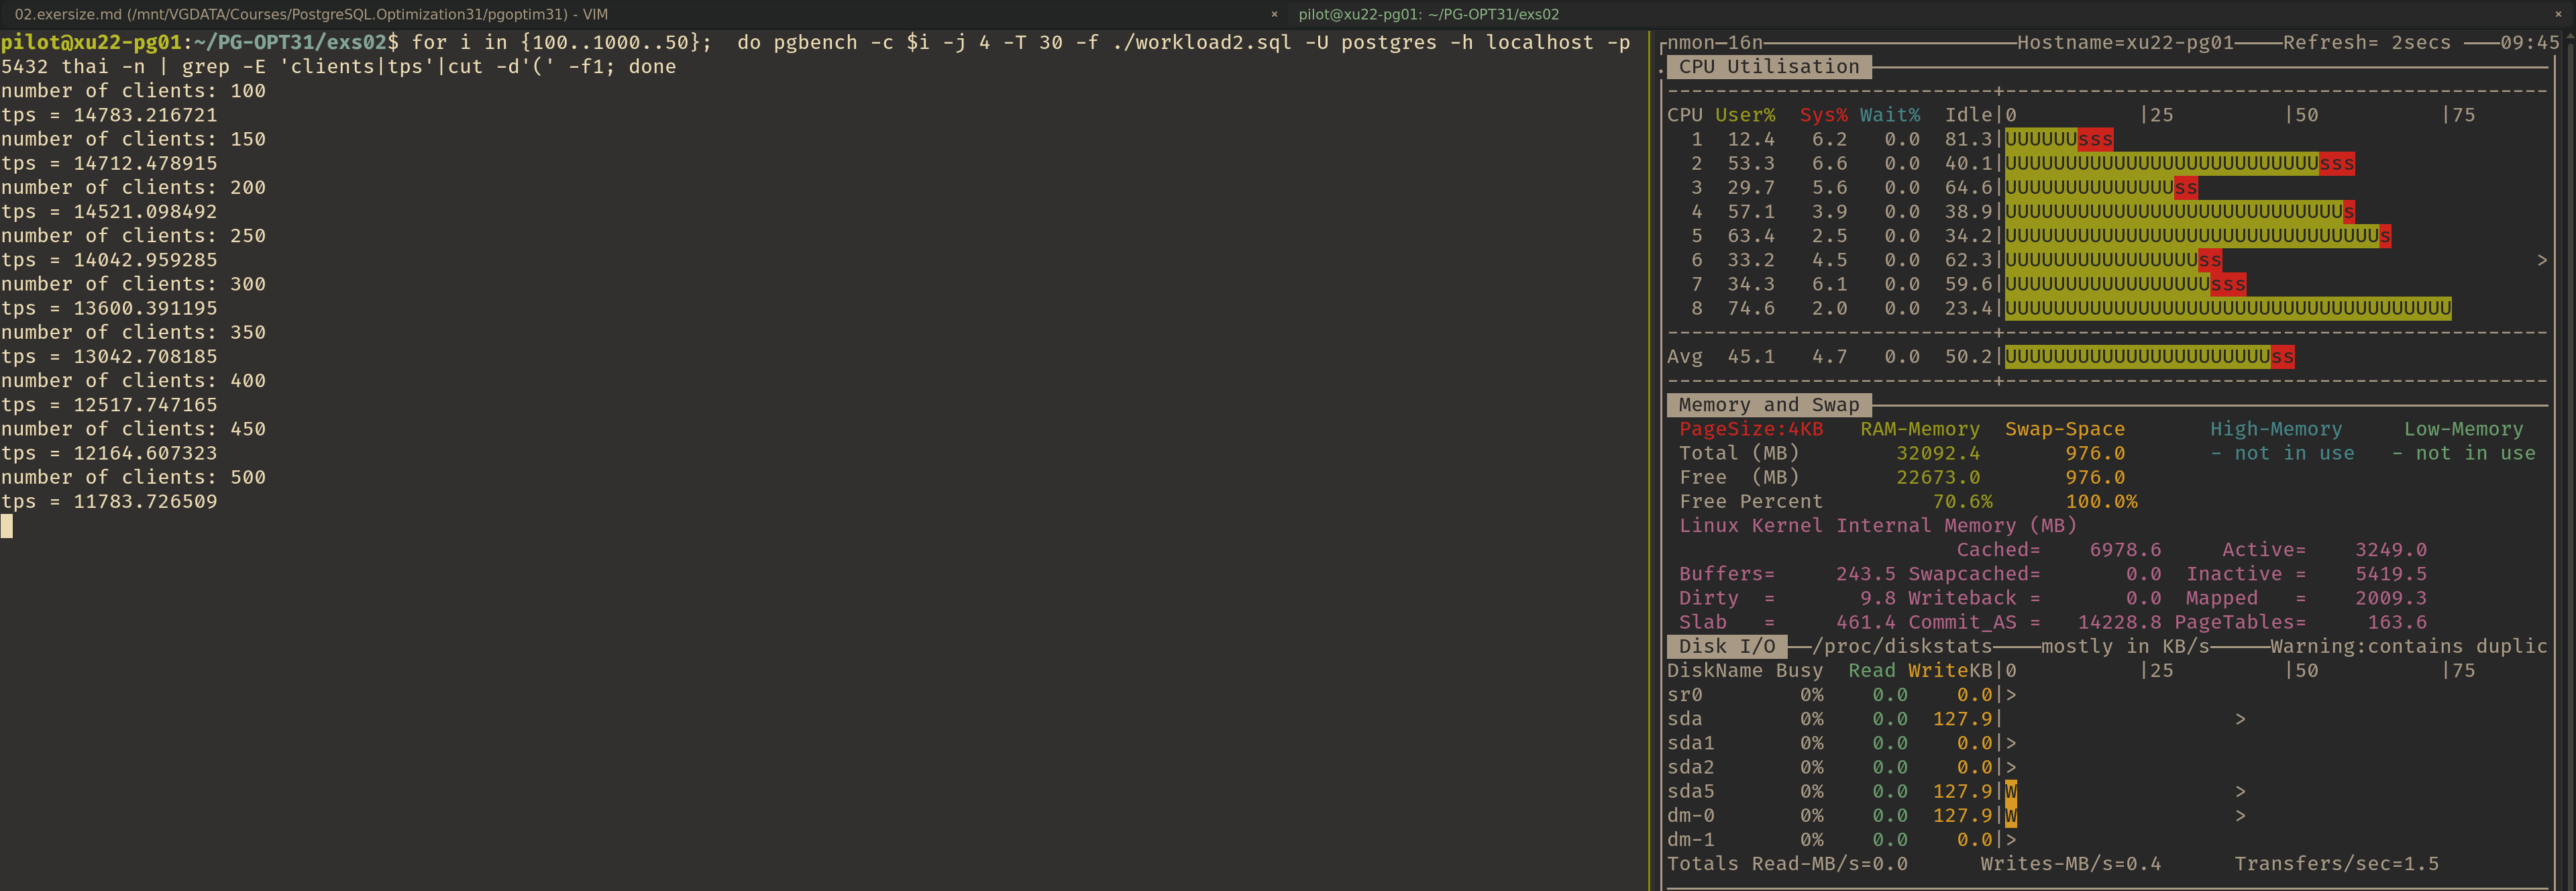 02.exersize.md (/mnt/VGDATA/Courses/PostgreSQL.Optimization31/pgoptim31) - VIM
× pilot@xu22-pg01: ~/PG-OPT31/exs02 ×
pilot@xu22-pg01:~/PG-OPT31/exs02$ for i in {100..1000..50};  do pgbench -c $i -j 4 -T 30 -f ./workload2.sql -U postgres -h localhost -p
5432 thai -n | grep -E 'clients|tps'|cut -d'(' -f1; done
number of clients: 100
tps = 14783.216721
number of clients: 150
tps = 14712.478915
number of clients: 200
tps = 14521.098492
number of clients: 250
tps = 14042.959285
number of clients: 300
tps = 13600.391195
number of clients: 350
tps = 13042.708185
number of clients: 400
tps = 12517.747165
number of clients: 450
tps = 12164.607323
number of clients: 500
tps = 11783.726509
nmon—16n Hostname=xu22-pg01 Refresh= 2secs 09:45
CPU Utilisation
CPU User% Sys% Wait% Idle|0 |25 |50 |75
1 12.4 6.2 0.0 81.3|UUUUUUsss
2 53.3 6.6 0.0 40.1|UUUUUUUUUUUUUUUUUUUUUUUUUUsss
3 29.7 5.6 0.0 64.6|UUUUUUUUUUUUUUss
4 57.1 3.9 0.0 38.9|UUUUUUUUUUUUUUUUUUUUUUUUUUUUs
5 63.4 2.5 0.0 34.2|UUUUUUUUUUUUUUUUUUUUUUUUUUUUUUUs
6 33.2 4.5 0.0 62.3|UUUUUUUUUUUUUUUUss >
7 34.3 6.1 0.0 59.6|UUUUUUUUUUUUUUUUUsss
8 74.6 2.0 0.0 23.4|UUUUUUUUUUUUUUUUUUUUUUUUUUUUUUUUUUUUU
Avg 45.1 4.7 0.0 50.2|UUUUUUUUUUUUUUUUUUUUUUss
Memory and Swap
PageSize:4KB RAM-Memory Swap-Space High-Memory Low-Memory
Total (MB) 32092.4 976.0 - not in use - not in use
Free (MB) 22673.0 976.0
Free Percent 70.6% 100.0%
Linux Kernel Internal Memory (MB)
Cached= 6978.6 Active= 3249.0
Buffers= 243.5 Swapcached= 0.0 Inactive = 5419.5
Dirty = 9.8 Writeback = 0.0 Mapped = 2009.3
Slab = 461.4 Commit_AS = 14228.8 PageTables= 163.6
Disk I/O —/proc/diskstats——mostly in KB/s——Warning:contains duplic
DiskName Busy Read WriteKB|0 |25 |50 |75
sr0 0% 0.0 0.0|>
sda 0% 0.0 127.9| >
sda1 0% 0.0 0.0|>
sda2 0% 0.0 0.0|>
sda5 0% 0.0 127.9|W >
dm-0 0% 0.0 127.9|W >
dm-1 0% 0.0 0.0|>
Totals Read-MB/s=0.0 Writes-MB/s=0.4 Transfers/sec=1.5